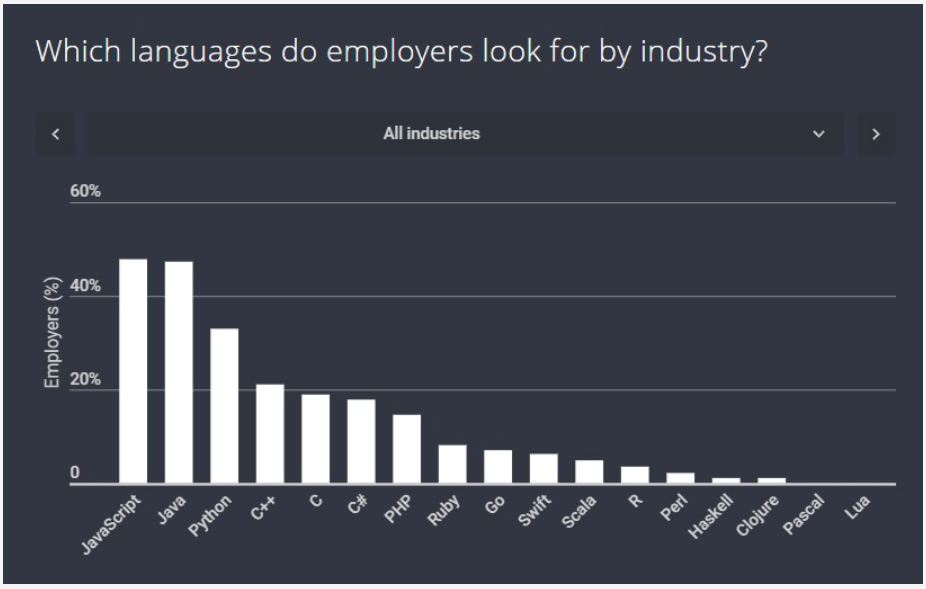 Which languages do employers look for by industry?
All industries
60%
40%
20%
0
Employers (%)
JavaScript
Java
Python
C++
C
C#
PHP
Ruby
Go
Swift
Scala
R
Perl
Haskell
Clojure
Pascal
Lua